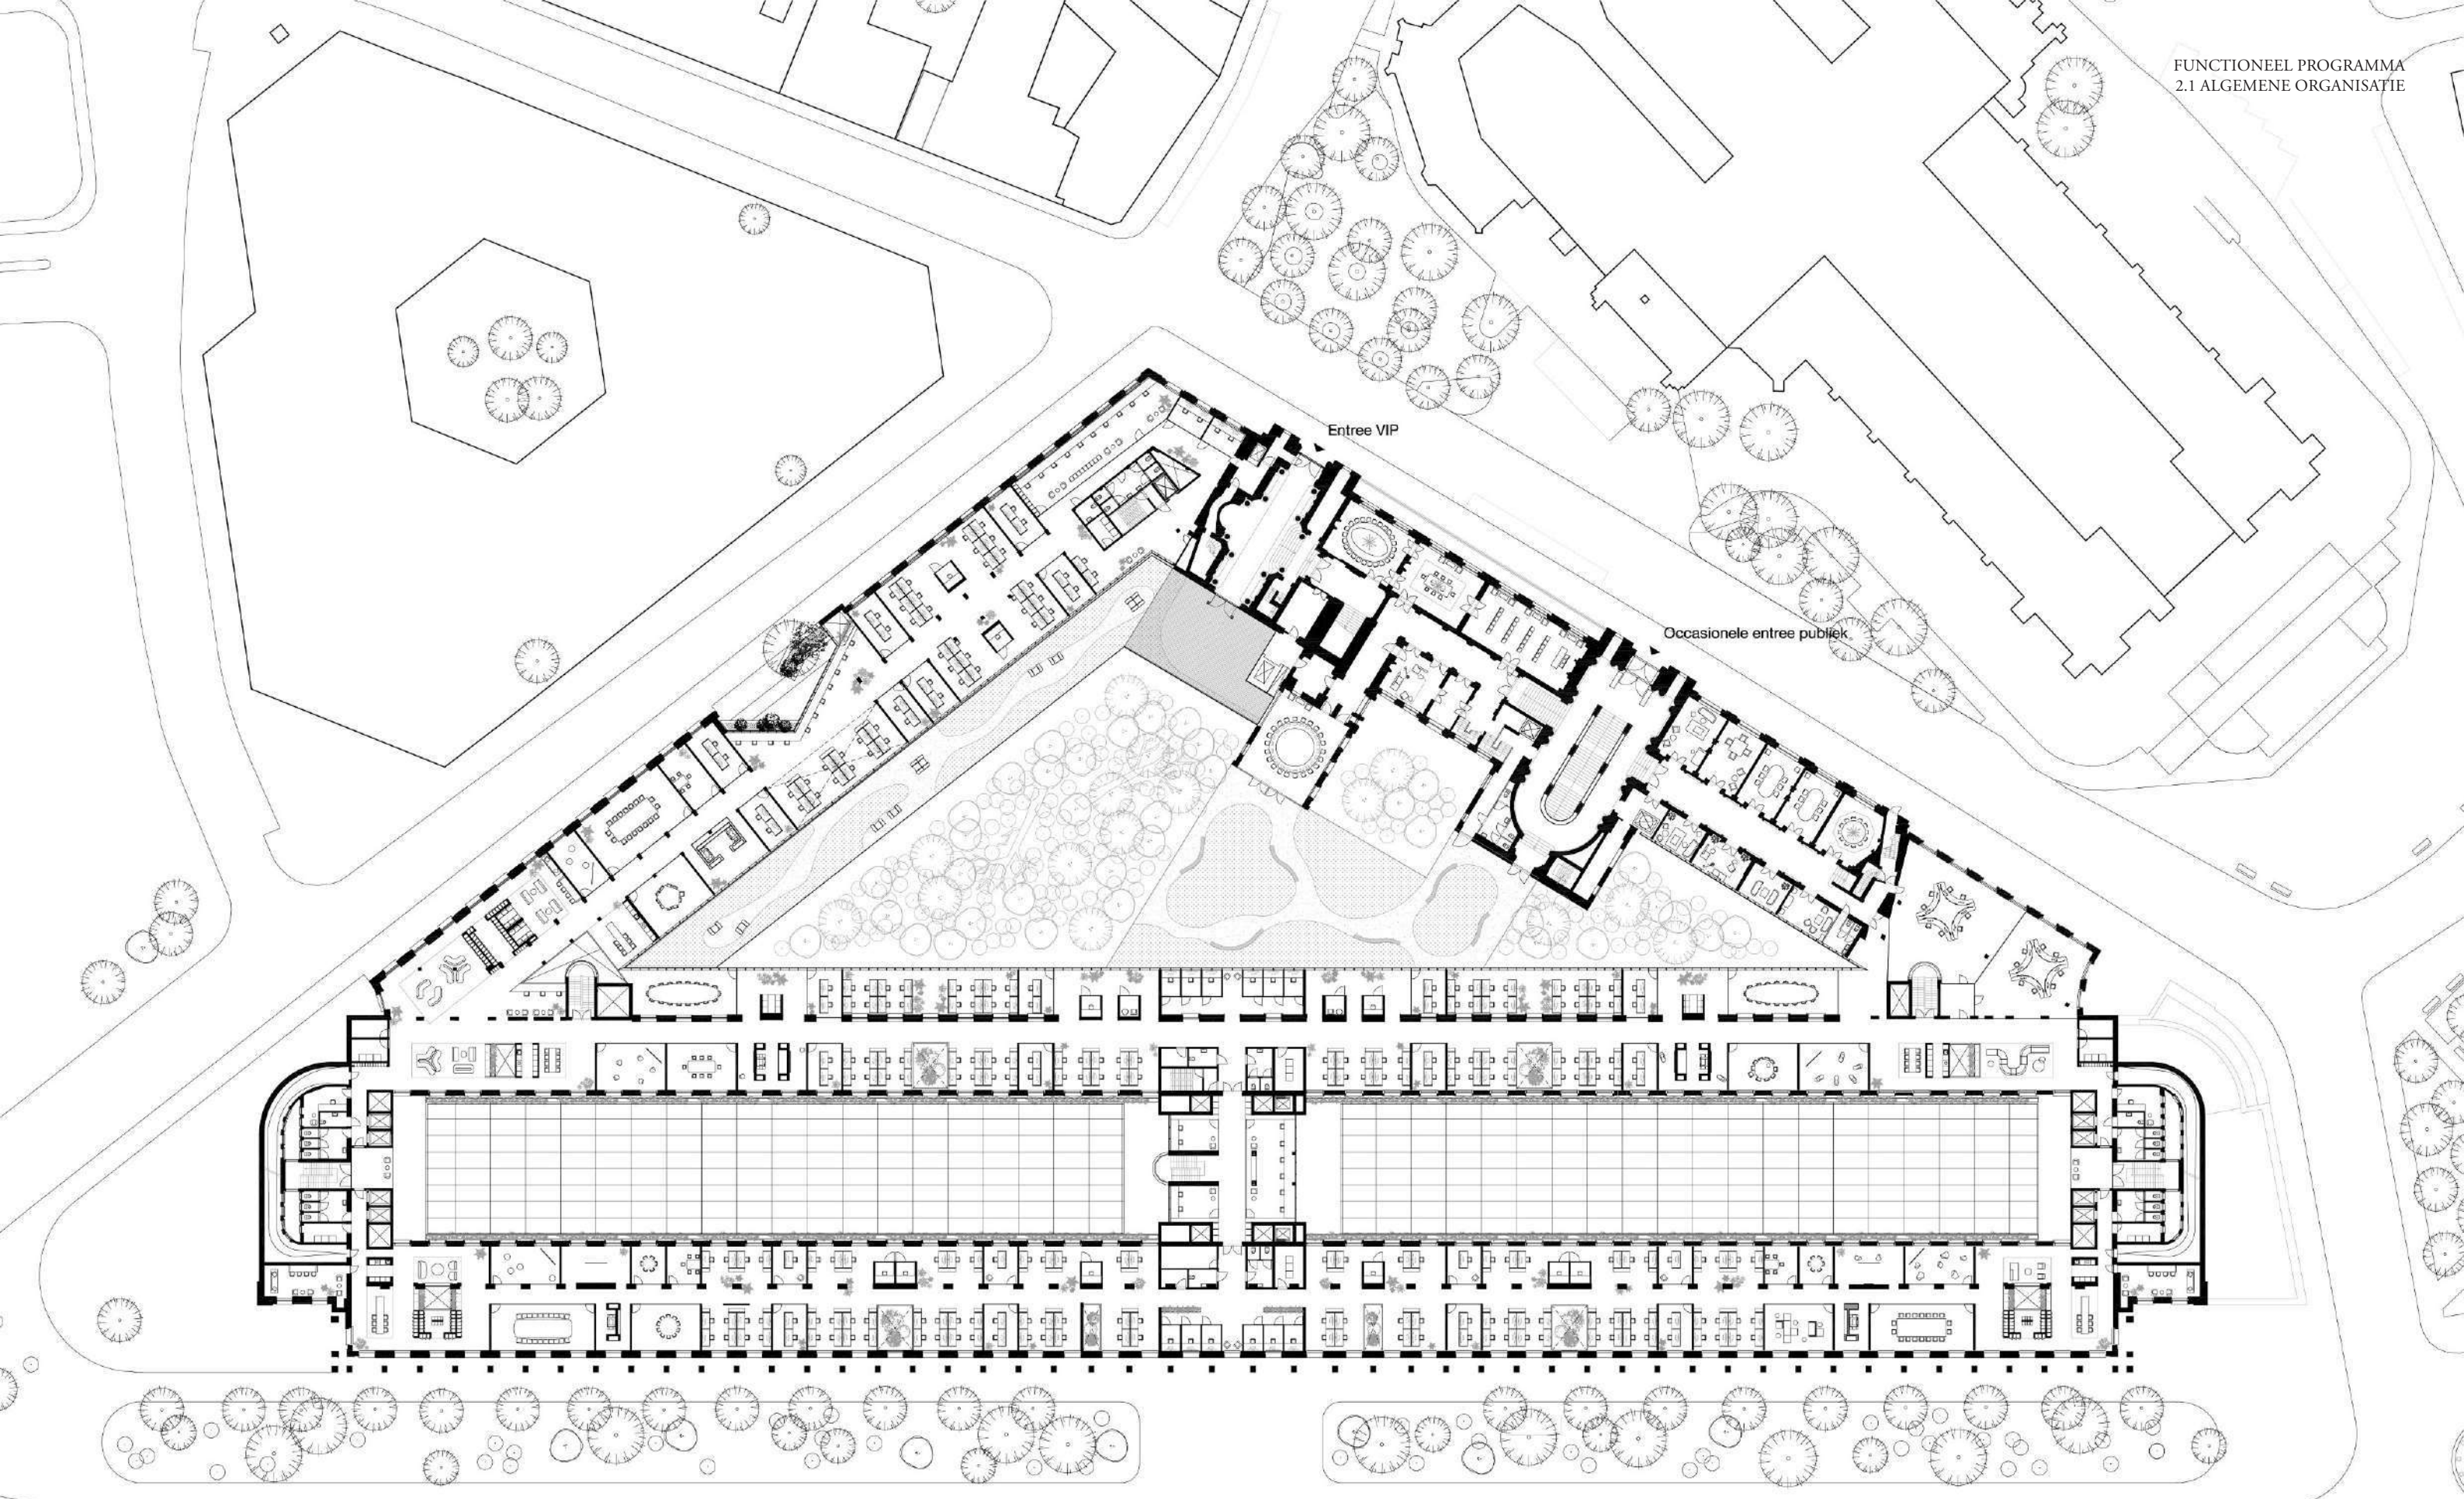 FUNCTIONEEL PROGRAMMA
2.1 ALGEMENE ORGANISATIE
Entree VIP
Occasionele entree publiek